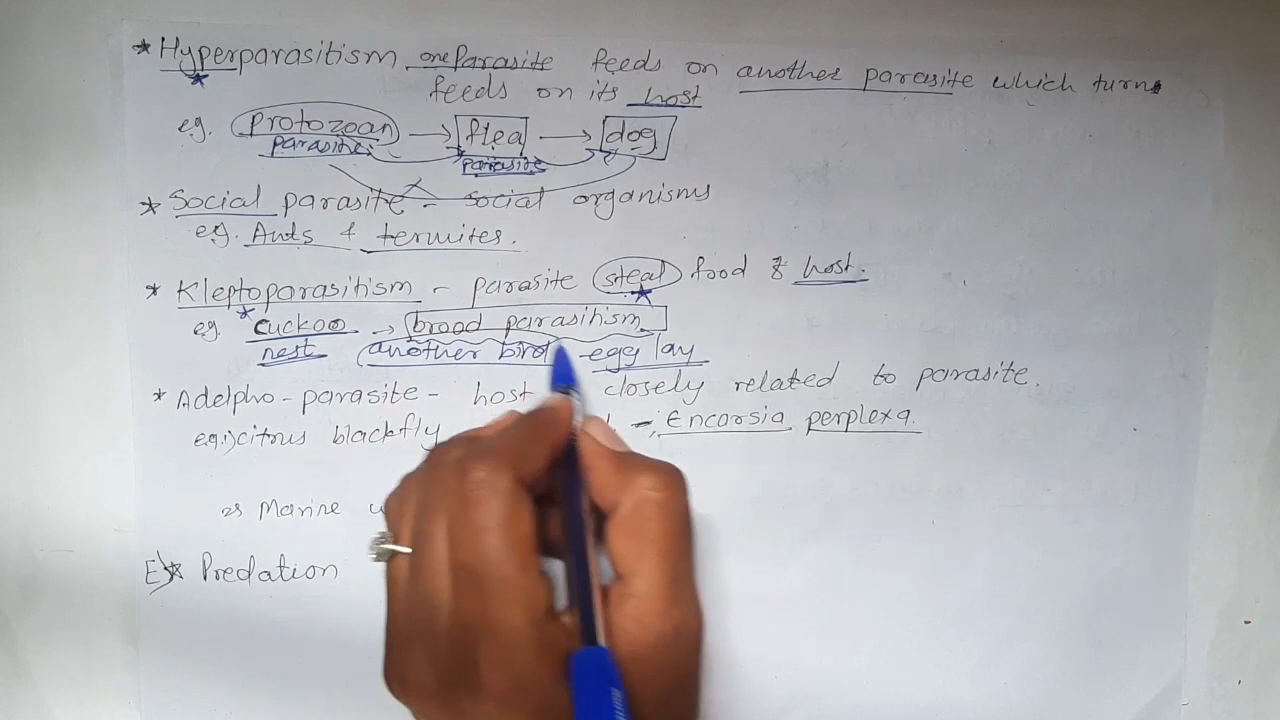 * Hyperparasitism one Parasite feeds on another parasite which turns
feeds on its host
eg. Protozoan → flea → dog
parasite parasite
* Social parasite - social organisms
eg. Ants & termites.
* Kleptoparasitism - parasite steal food & host.
eg. Cuckoo → brood parasitism
nest another bird egg lay
* Adelpho-parasite - host closely related to parasite.
eg. 1) citrus blackfly - Encarsia perplexa.
2) Marine
E) * Predation